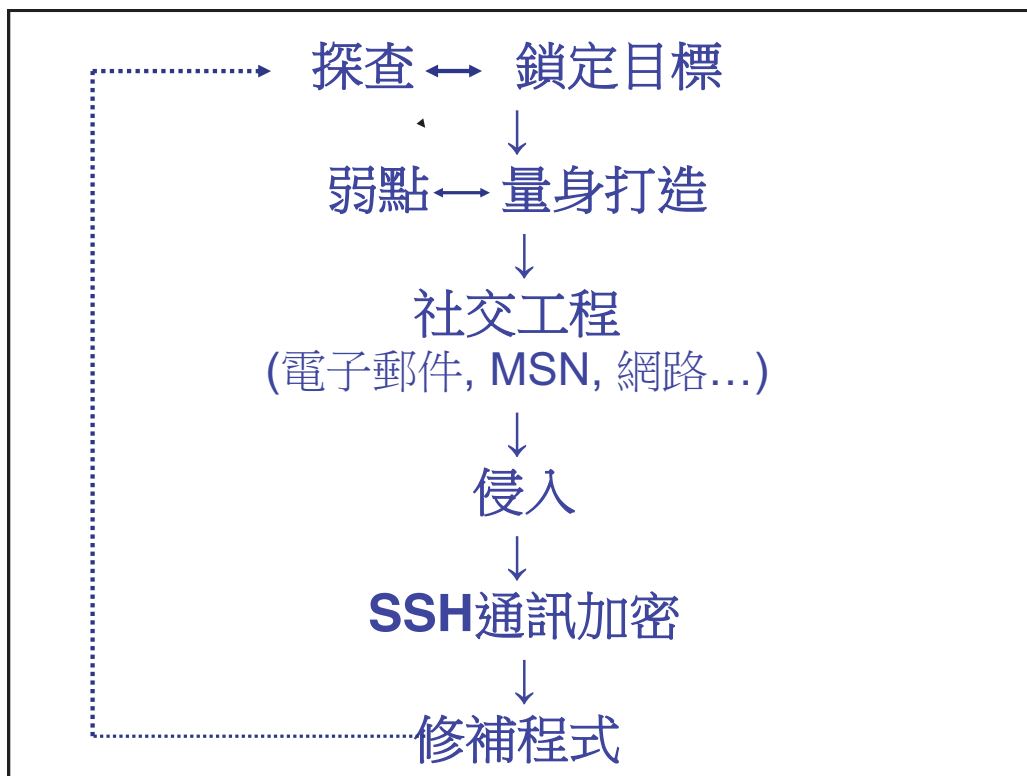 探查 鎖定目標
弱點 量身打造
社交工程
(電子郵件, MSN, 網路…)
侵入
SSH通訊加密
修補程式